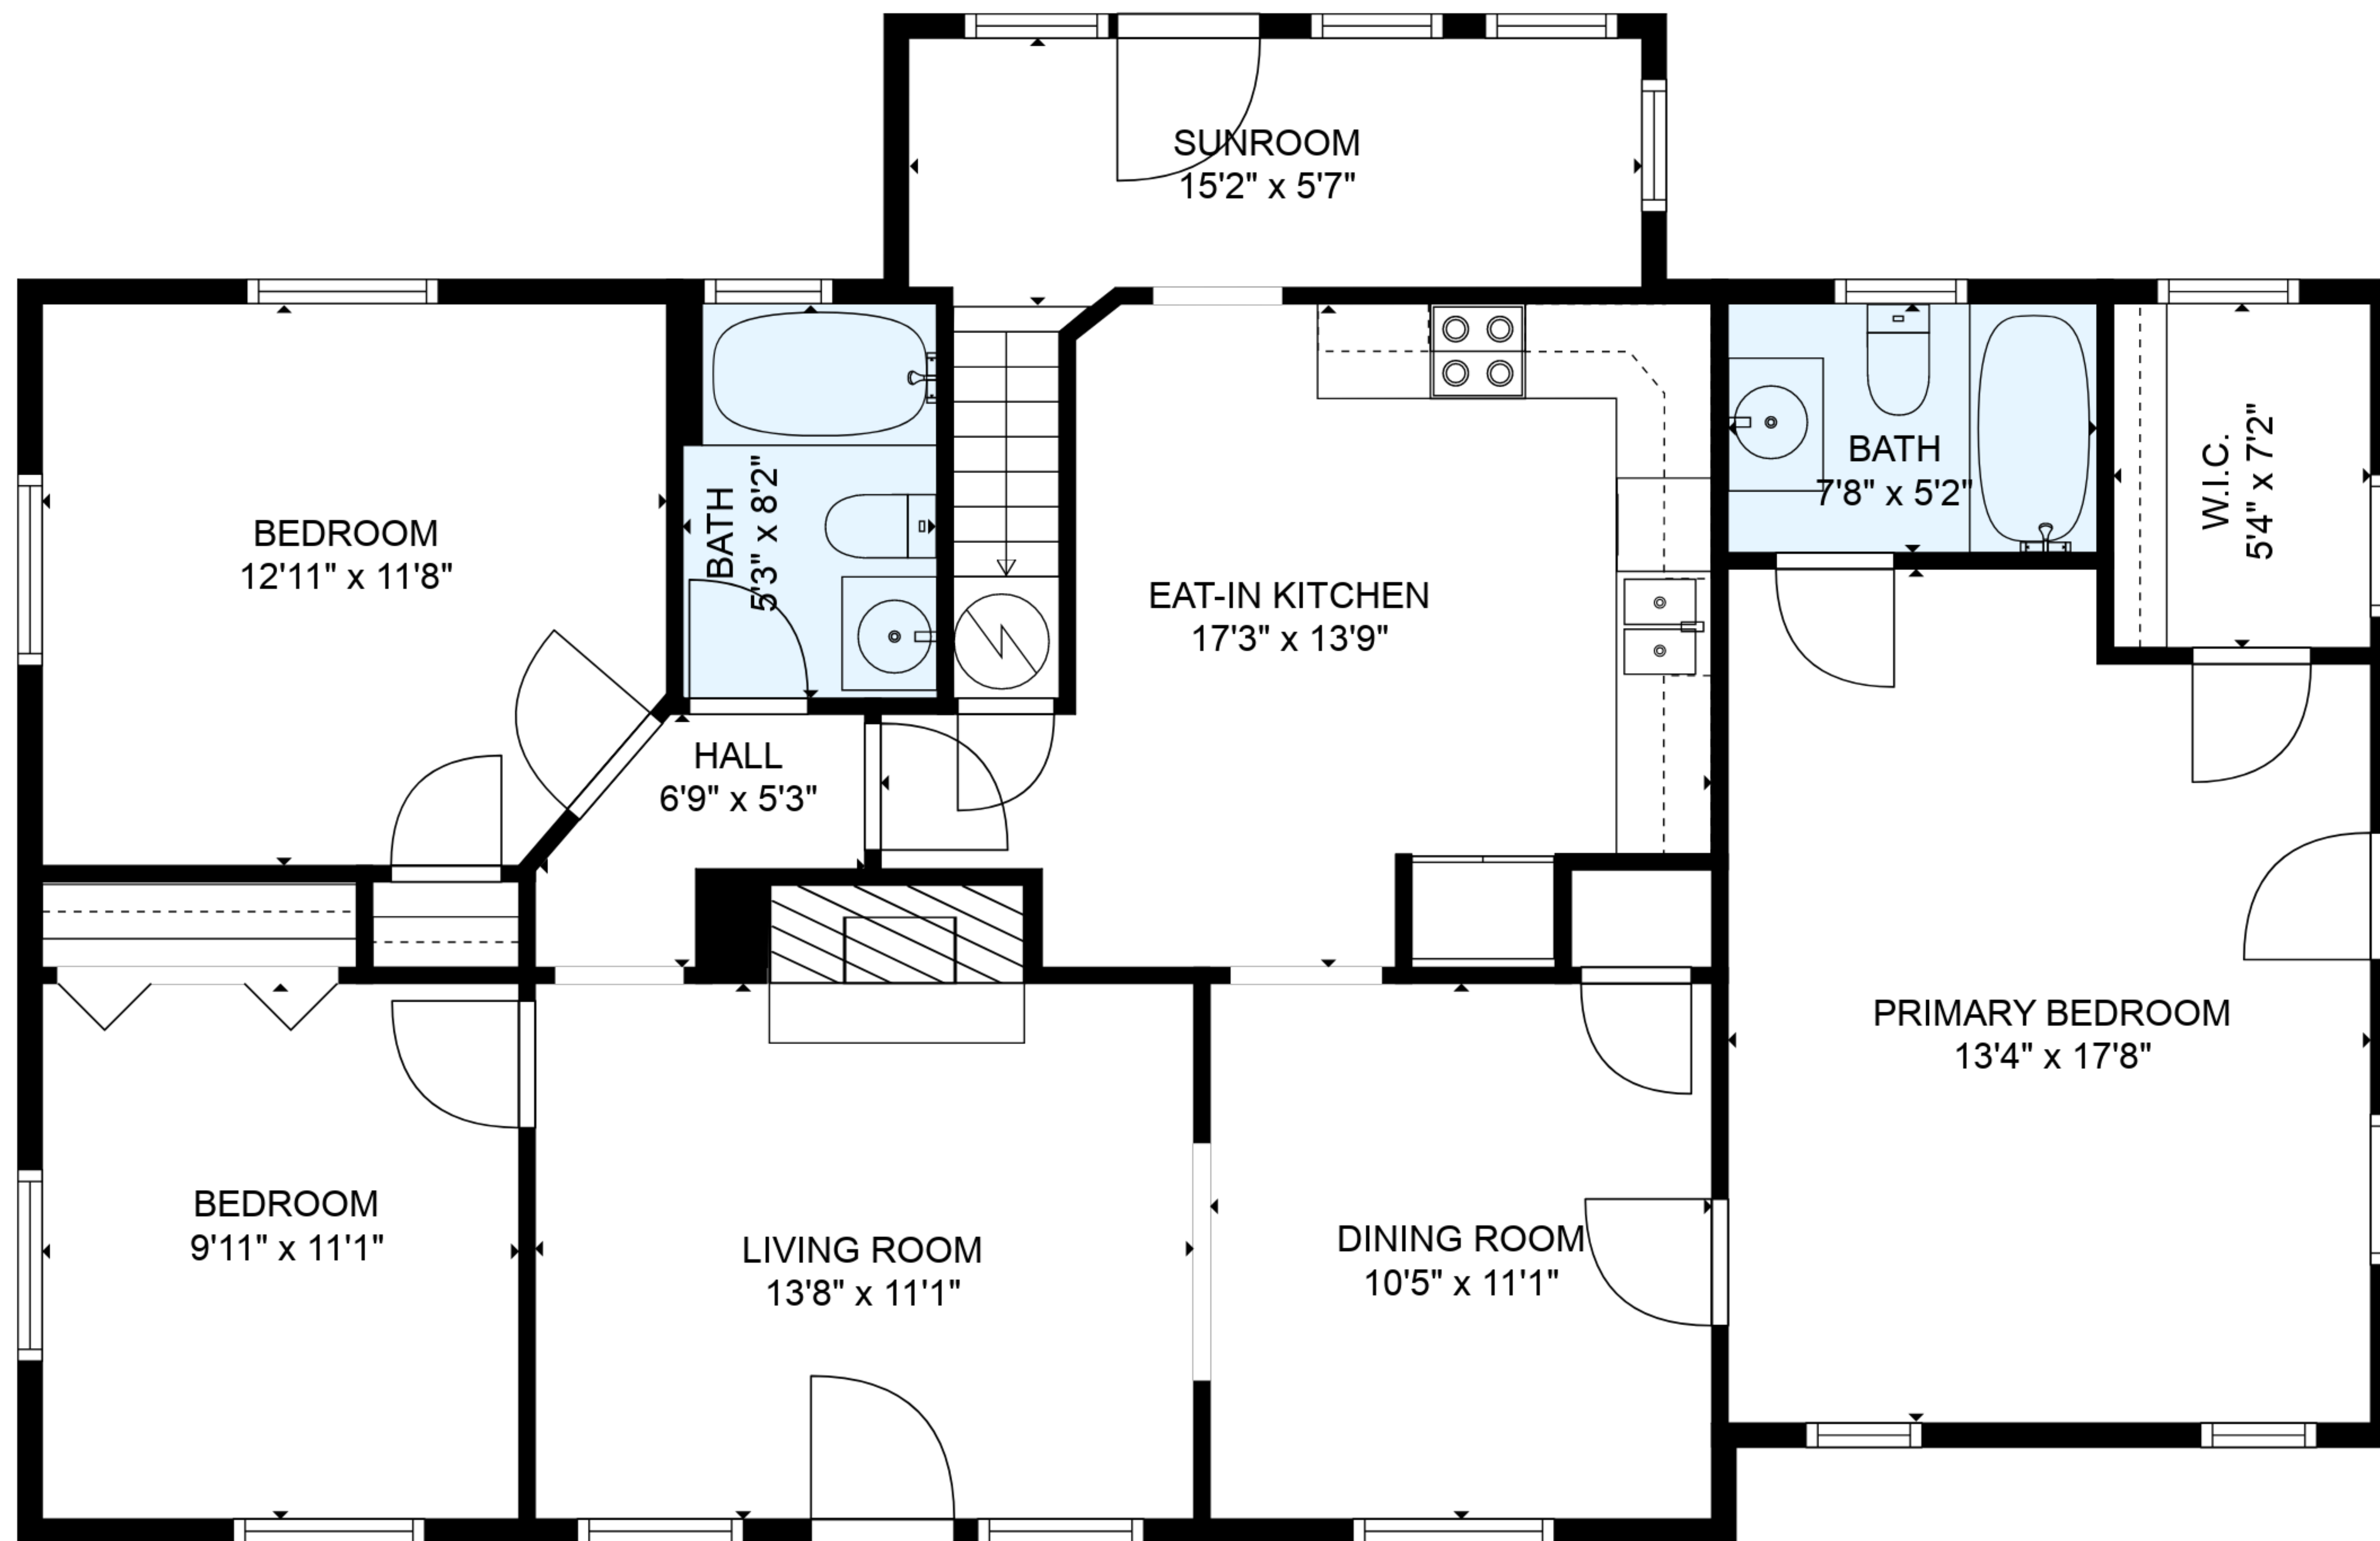 SUNROOM
15'2" x 5'7"
BEDROOM
12'11" x 11'8"
BATH
5'3" x 8'2"
EAT-IN KITCHEN
17'3" x 13'9"
BATH
7'8" x 5'2"
W.I.C.
5'4" x 7'2"
HALL
6'9" x 5'3"
PRIMARY BEDROOM
13'4" x 17'8"
BEDROOM
9'11" x 11'1"
LIVING ROOM
13'8" x 11'1"
DINING ROOM
10'5" x 11'1"